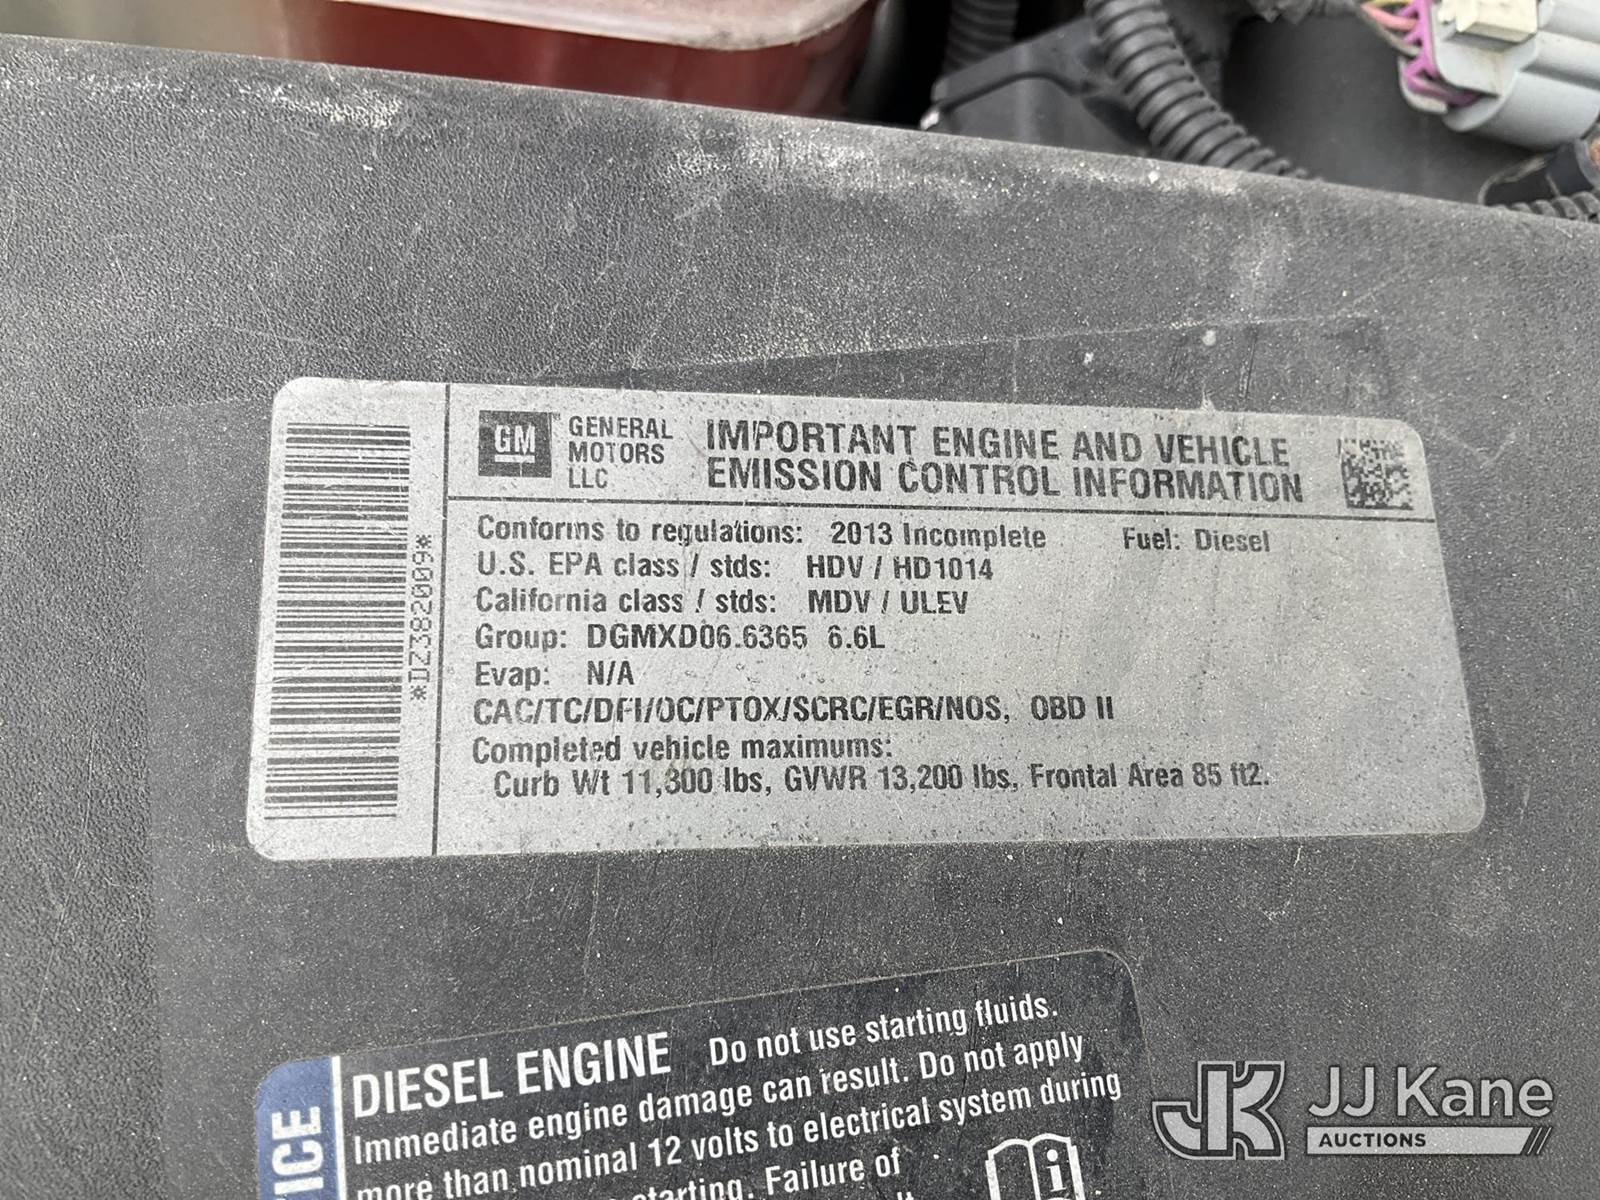 GM
GENERAL MOTORS LLC
IMPORTANT ENGINE AND VEHICLE
EMISSION CONTROL INFORMATION
*DZ382009*
Conforms to regulations: 2013 Incomplete Fuel: Diesel
U.S. EPA class / stds: HDV / HD1014
California class / stds: MDV / ULEV
Group: DGMXD06.6365 6.6L
Evap: N/A
CAC/TC/DFI/OC/PTOX/SCRC/EGR/NOS, OBD II
Completed vehicle maximums:
Curb Wt 11,300 lbs, GVWR 13,200 lbs, Frontal Area 85 ft2.
DIESEL ENGINE Do not use starting fluids.
Immediate engine damage can result. Do not apply
more than nominal 12 volts to electrical system during
starting. Failure of
JJ Kane
AUCTIONS